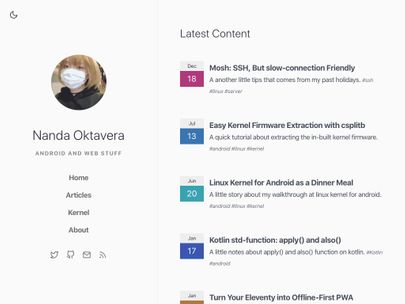 Nanda Oktavera
ANDROID AND WEB STUFF
Home
Articles
Kernel
About
Latest Content
Dec
18
Mosh: SSH, But slow-connection Friendly
A another little tips that comes from my past holidays. #ssh
#linux #server
Jul
13
Easy Kernel Firmware Extraction with csplitb
A quick tutorial about extracting the in-built kernel firmware.
#android #linux #kernel
Jun
20
Linux Kernel for Android as a Dinner Meal
A little story about my walkthrough at linux kernel for android.
#android #linux #kernel
Jan
17
Kotlin std-function: apply() and also()
A little notes about apply() and also() function on kotlin. #Kotlin
#android
Jan
Turn Your Eleventy into Offline-First PWA